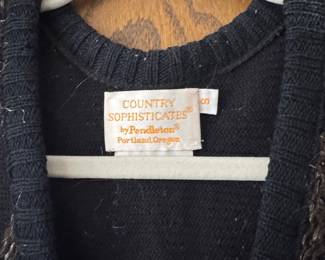 COUNTRY
SOPHISTICATES®
by Pendleton®
Portland, Oregon
S